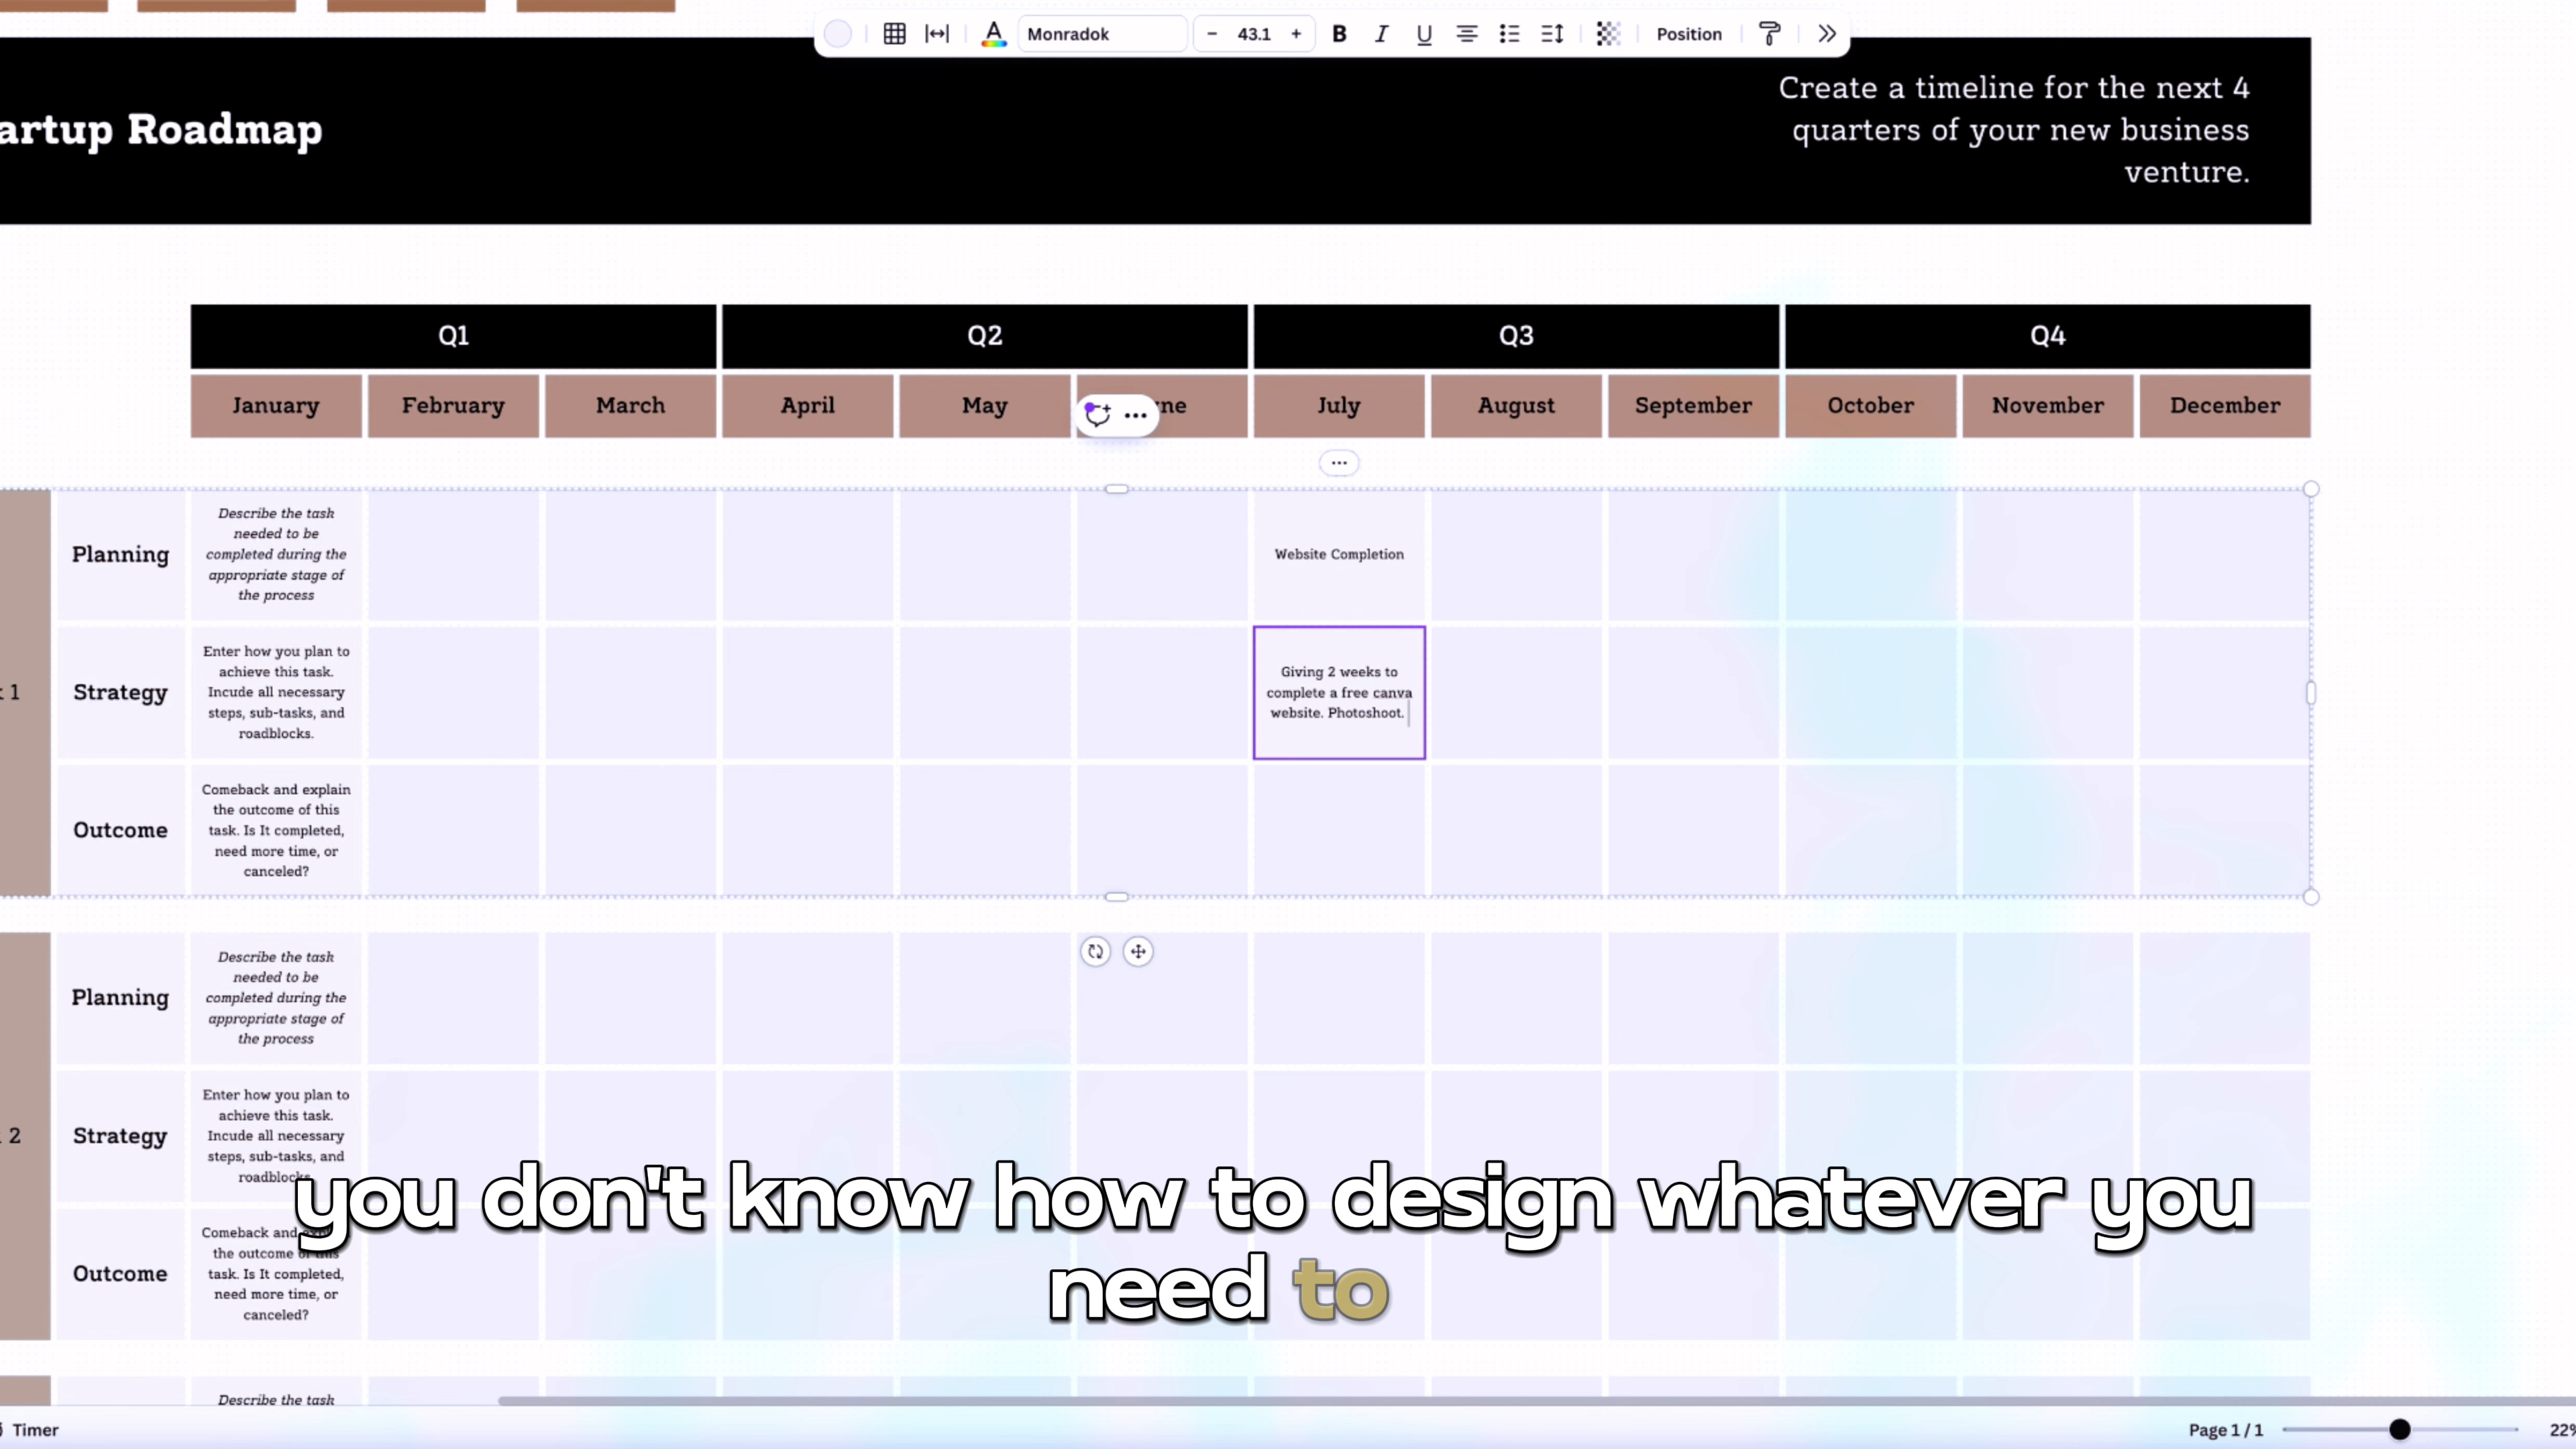 Monradok
43.1
Position
artup Roadmap
Create a timeline for the next 4
quarters of your new business
venture.
Q1
Q2
Q3
Q4
January
February
March
April
May
ne
July
August
September
October
November
December
1
Planning
Describe the task
needed to be
completed during the
appropriate stage of
the process
Website Completion
Strategy
Enter how you plan to
achieve this task.
Incude all necessary
steps, sub-tasks, and
roadblocks.
Giving 2 weeks to
complete a free canva
website. Photoshoot.
Outcome
Comeback and explain
the outcome of this
task. Is It completed,
need more time, or
canceled?
2
Planning
Describe the task
needed to be
completed during the
appropriate stage of
the process
Strategy
Enter how you plan to
achieve this task.
Incude all necessary
steps, sub-tasks, and
Outcome
Comeback and
the outcome of this
task. Is It completed,
need more time, or
canceled?
Describe the task
you don't know how to design whatever you
need to
Timer
Page 1 / 1
22%